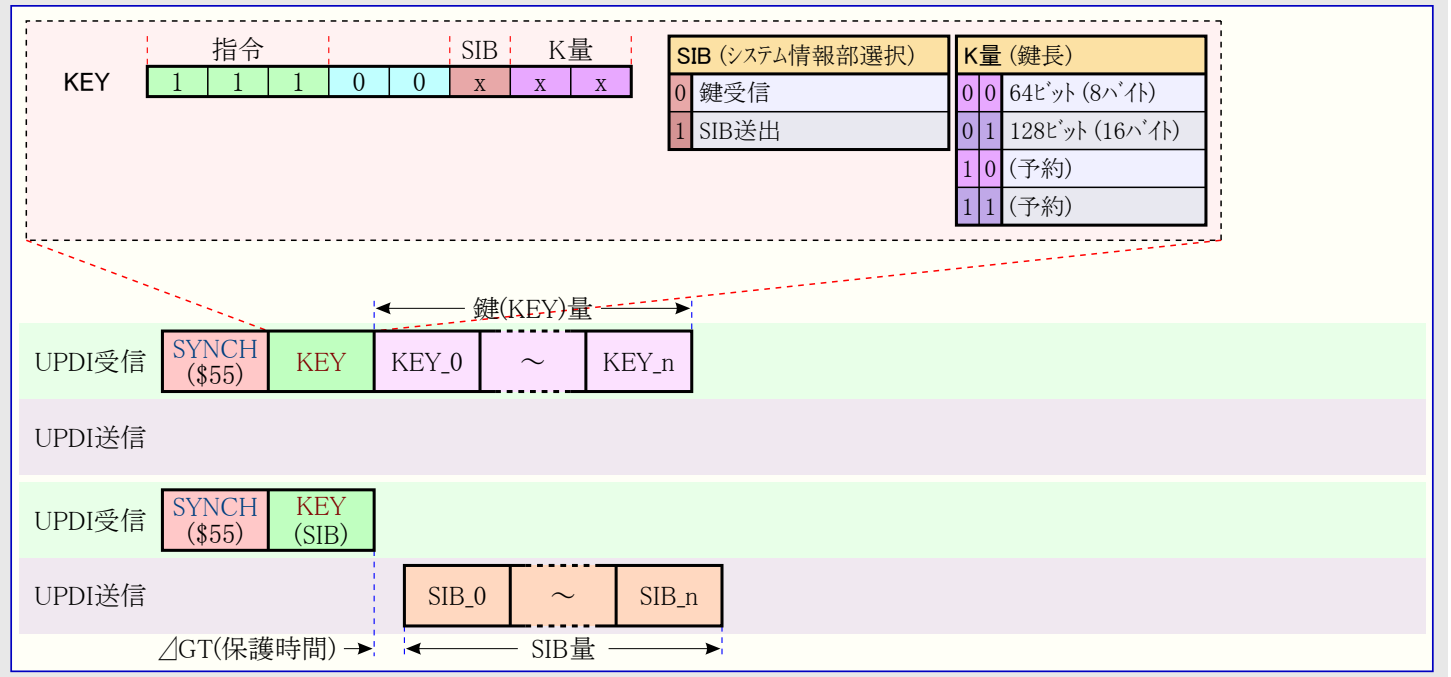 指令 SIB K量
KEY 1 1 1 0 0 x x x
SIB (システム情報部選択)
0 鍵受信
1 SIB送出
K量 (鍵長)
0 0 64ビット (8バイト)
0 1 128ビット (16バイト)
1 0 (予約)
1 1 (予約)
鍵(KEY)量
UPDI受信 SYNCH ($55) KEY KEY_0 ~ KEY_n
UPDI送信
UPDI受信 SYNCH ($55) KEY (SIB)
UPDI送信 SIB_0 ~ SIB_n
⊿GT(保護時間) SIB量